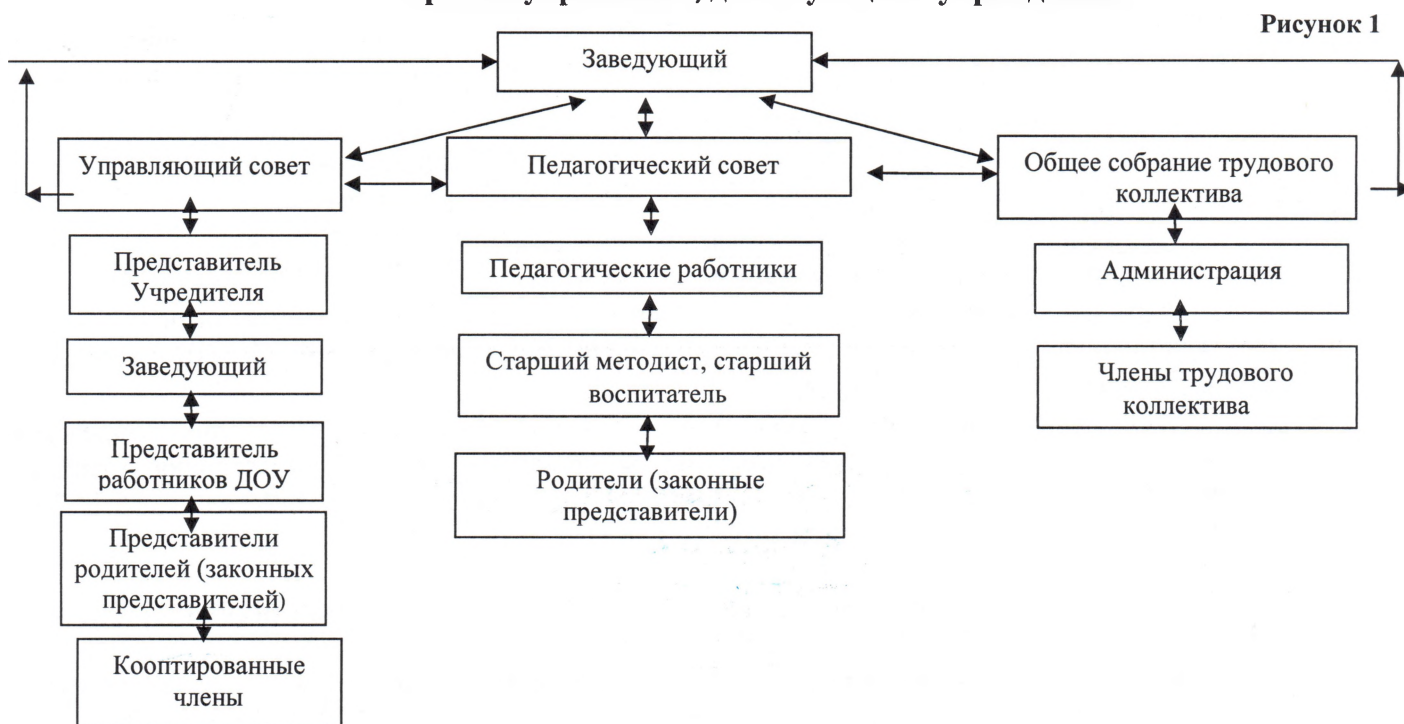 Рисунок 1
Заведующий
Управляющий совет
Педагогический совет
Общее собрание трудового
коллектива
Представитель
Учредителя
Педагогические работники
Администрация
Заведующий
Старший методист, старший
воспитатель
Члены трудового
коллектива
Представитель
работников ДОУ
Родители (законные
представители)
Представители
родителей (законных
представителей)
Кооптированные
члены